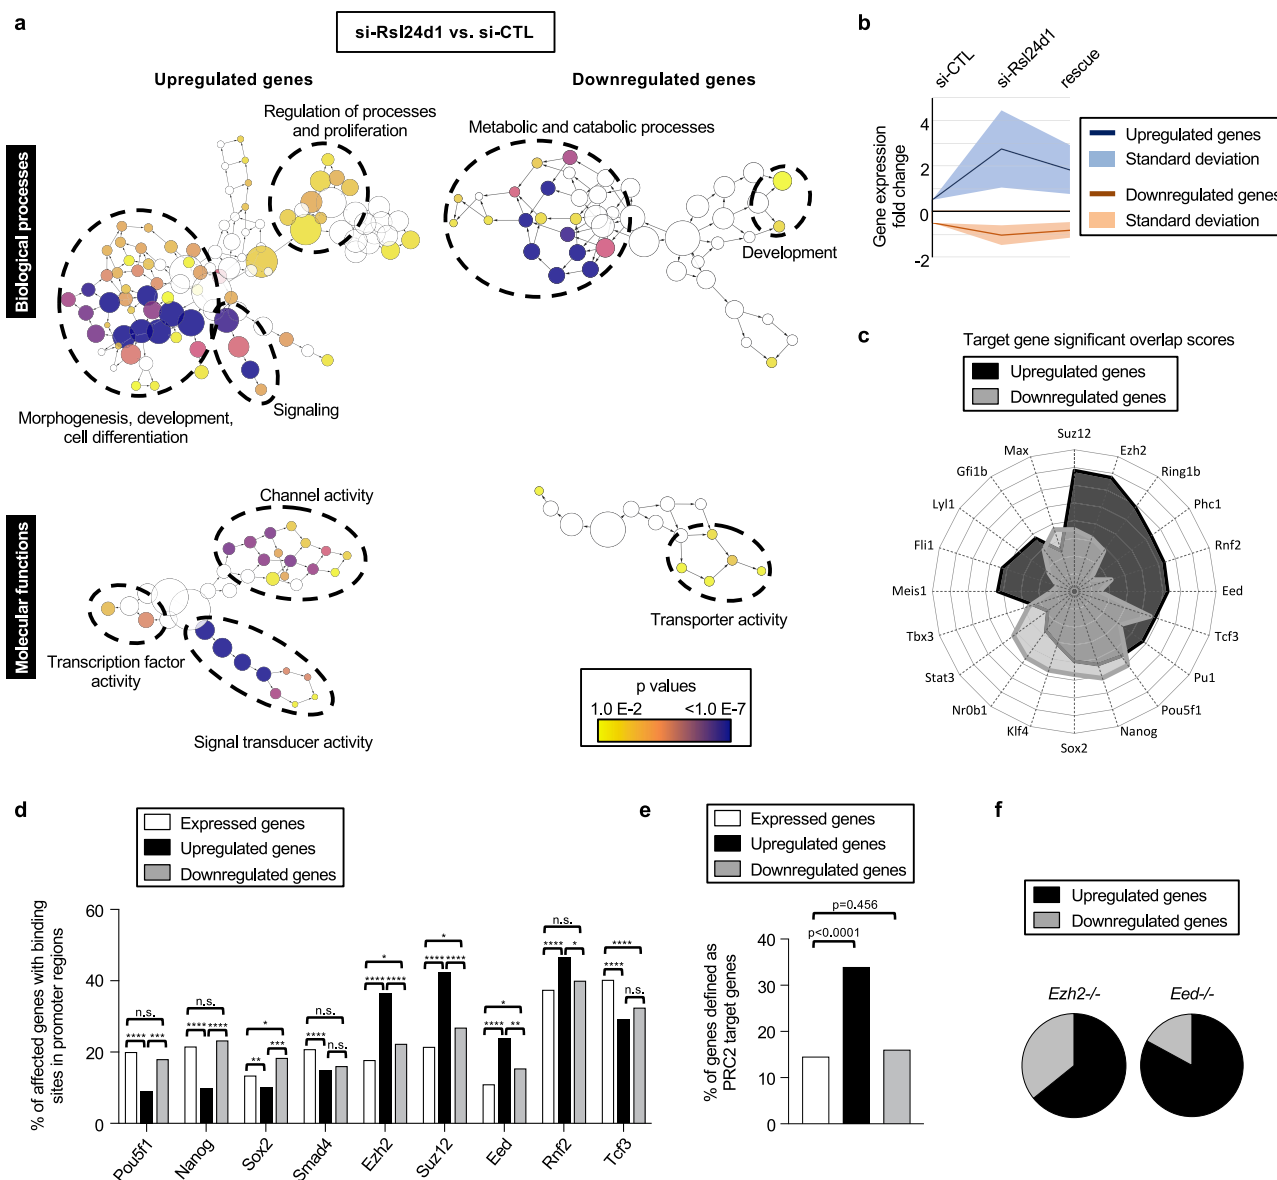 a
si-Rsl24d1 vs. si-CTL
Upregulated genes
Downregulated genes
Biological processes
Regulation of processes
and proliferation
Metabolic and catabolic processes
Development
Signaling
Morphogenesis, development,
cell differentiation
Molecular functions
Channel activity
Transcription factor
activity
Signal transducer activity
Transporter activity
p values
1.0 E-2
<1.0 E-7
b
si-CTL
si-Rsl24d1
rescue
Gene expression
fold change
4
2
0
-2
Upregulated genes
Standard deviation
Downregulated genes
Standard deviation
c
Target gene significant overlap scores
Upregulated genes
Downregulated genes
Suz12
Ezh2
Ring1b
Phc1
Rnf2
Eed
Tcf3
Pu1
Pou5f1
Nanog
Sox2
Klf4
Nr0b1
Stat3
Tbx3
Meis1
Fli1
Lyl1
Gfi1b
Max
d
Expressed genes
Upregulated genes
Downregulated genes
% of affected genes with binding
sites in promoter regions
60
40
20
0
n.s.
**** ***
n.s.
**** ****
*
** ***
n.s.
**** n.s.
*
**** ****
*
**** ****
*
**** **
n.s.
**** *
****
**** n.s.
Pou5f1
Nanog
Sox2
Smad4
Ezh2
Suz12
Eed
Rnf2
Tcf3
e
Expressed genes
Upregulated genes
Downregulated genes
% of genes defined as
PRC2 target genes
40
30
20
10
0
p=0.456
p<0.0001
f
Upregulated genes
Downregulated genes
Ezh2-/-
Eed-/-